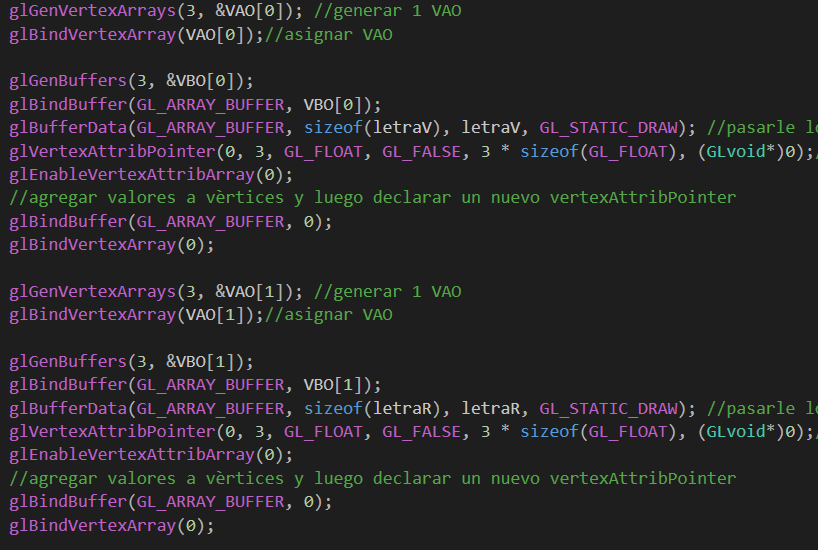 glGenVertexArrays(3, &VAO[0]); //generar 1 VAO
glBindVertexArray(VAO[0]);//asignar VAO
glGenBuffers(3, &VBO[0]);
glBindBuffer(GL_ARRAY_BUFFER, VBO[0]);
glBufferData(GL_ARRAY_BUFFER, sizeof(letraV), letraV, GL_STATIC_DRAW); //pasarle
glVertexAttribPointer(0, 3, GL_FLOAT, GL_FALSE, 3 * sizeof(GL_FLOAT), (GLvoid*)0);
glEnableVertexAttribArray(0);
//agregar valores a vèrtices y luego declarar un nuevo vertexAttribPointer
glBindBuffer(GL_ARRAY_BUFFER, 0);
glBindVertexArray(0);
glGenVertexArrays(3, &VAO[1]); //generar 1 VAO
glBindVertexArray(VAO[1]);//asignar VAO
glGenBuffers(3, &VBO[1]);
glBindBuffer(GL_ARRAY_BUFFER, VBO[1]);
glBufferData(GL_ARRAY_BUFFER, sizeof(letraR), letraR, GL_STATIC_DRAW); //pasarle
glVertexAttribPointer(0, 3, GL_FLOAT, GL_FALSE, 3 * sizeof(GL_FLOAT), (GLvoid*)0);
glEnableVertexAttribArray(0);
//agregar valores a vèrtices y luego declarar un nuevo vertexAttribPointer
glBindBuffer(GL_ARRAY_BUFFER, 0);
glBindVertexArray(0);